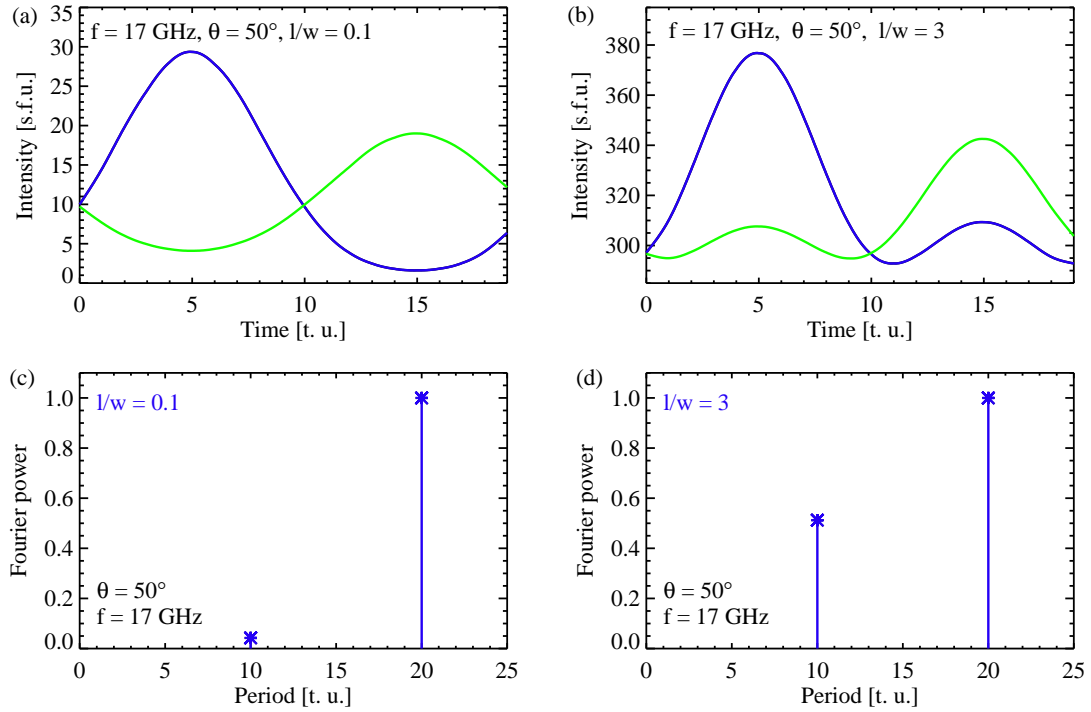 (a)
f = 17 GHz, θ = 50°, l/w = 0.1
Intensity [s.f.u.]
35
30
25
20
15
10
5
0
0 5 10 15
Time [t. u.]
(b)
f = 17 GHz, θ = 50°, l/w = 3
Intensity [s.f.u.]
380
360
340
320
300
0 5 10 15
Time [t. u.]
(c)
l/w = 0.1
Fourier power
1.0
0.8
0.6
0.4
0.2
0.0
θ = 50°
f = 17 GHz
0 5 10 15 20 25
Period [t. u.]
(d)
l/w = 3
Fourier power
1.0
0.8
0.6
0.4
0.2
0.0
θ = 50°
f = 17 GHz
0 5 10 15 20 25
Period [t. u.]